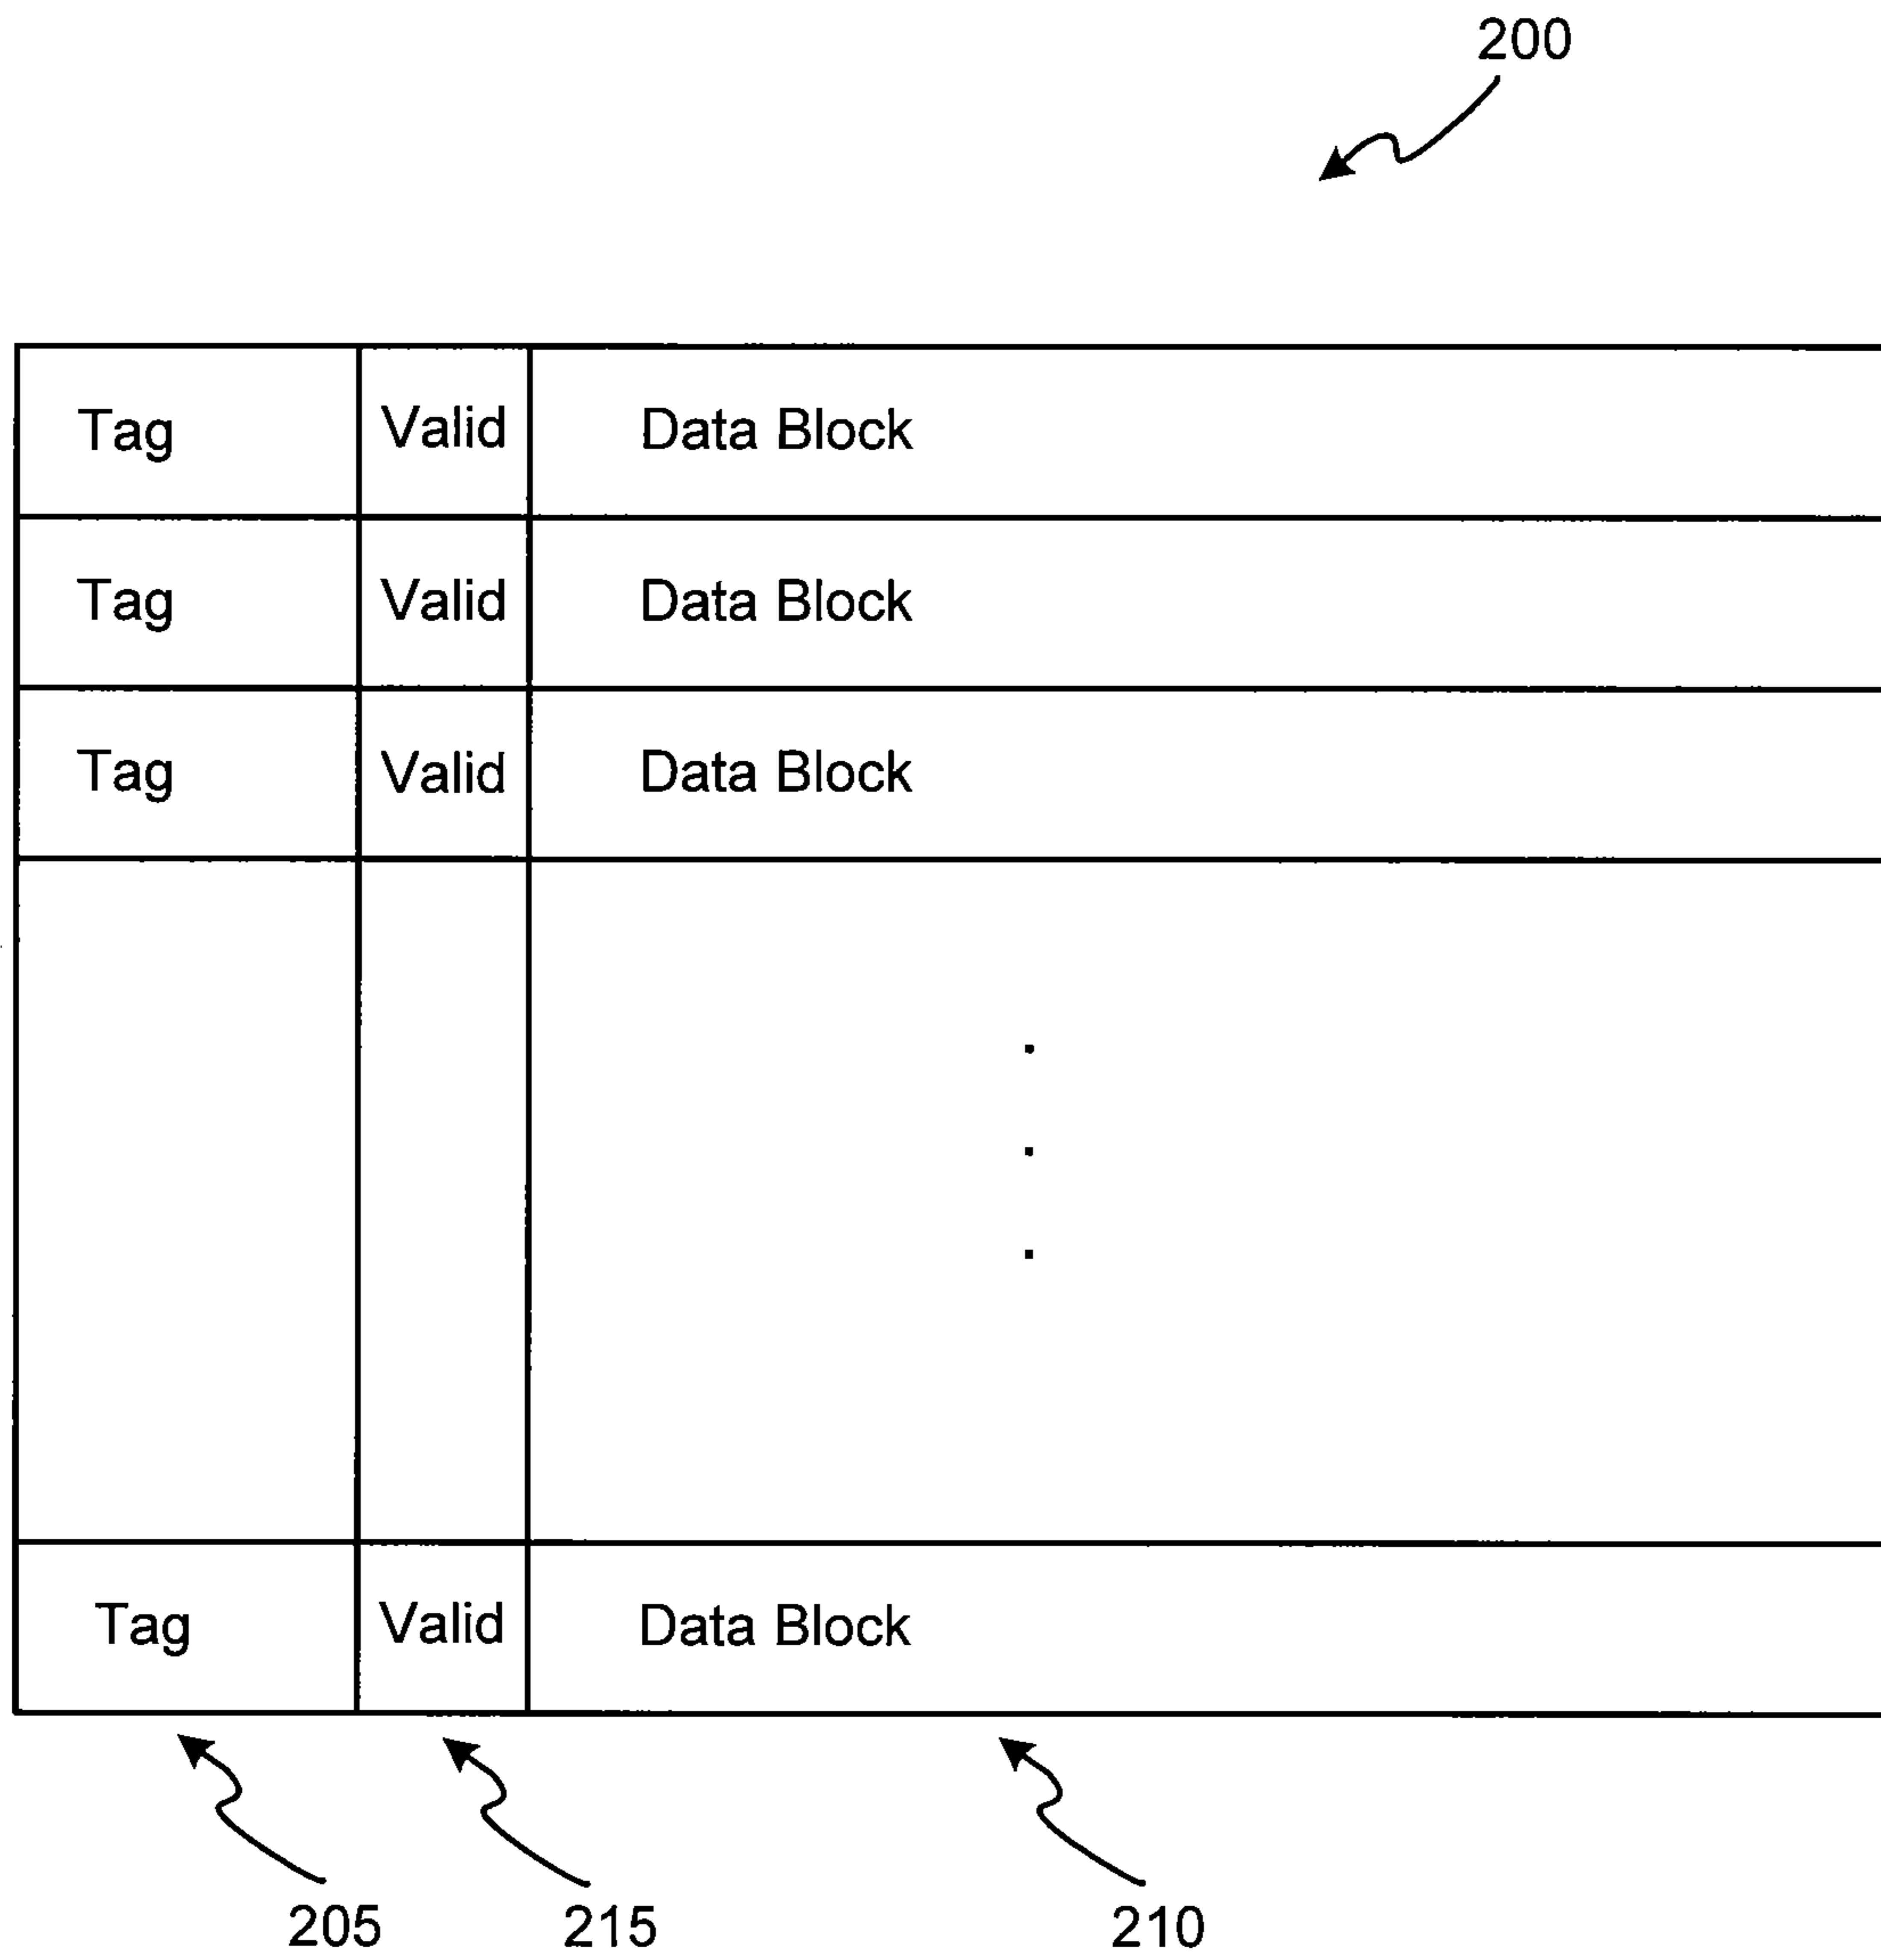 200
Tag Valid Data Block
Tag Valid Data Block
Tag Valid Data Block
.
.
.
Tag Valid Data Block
205 215 210